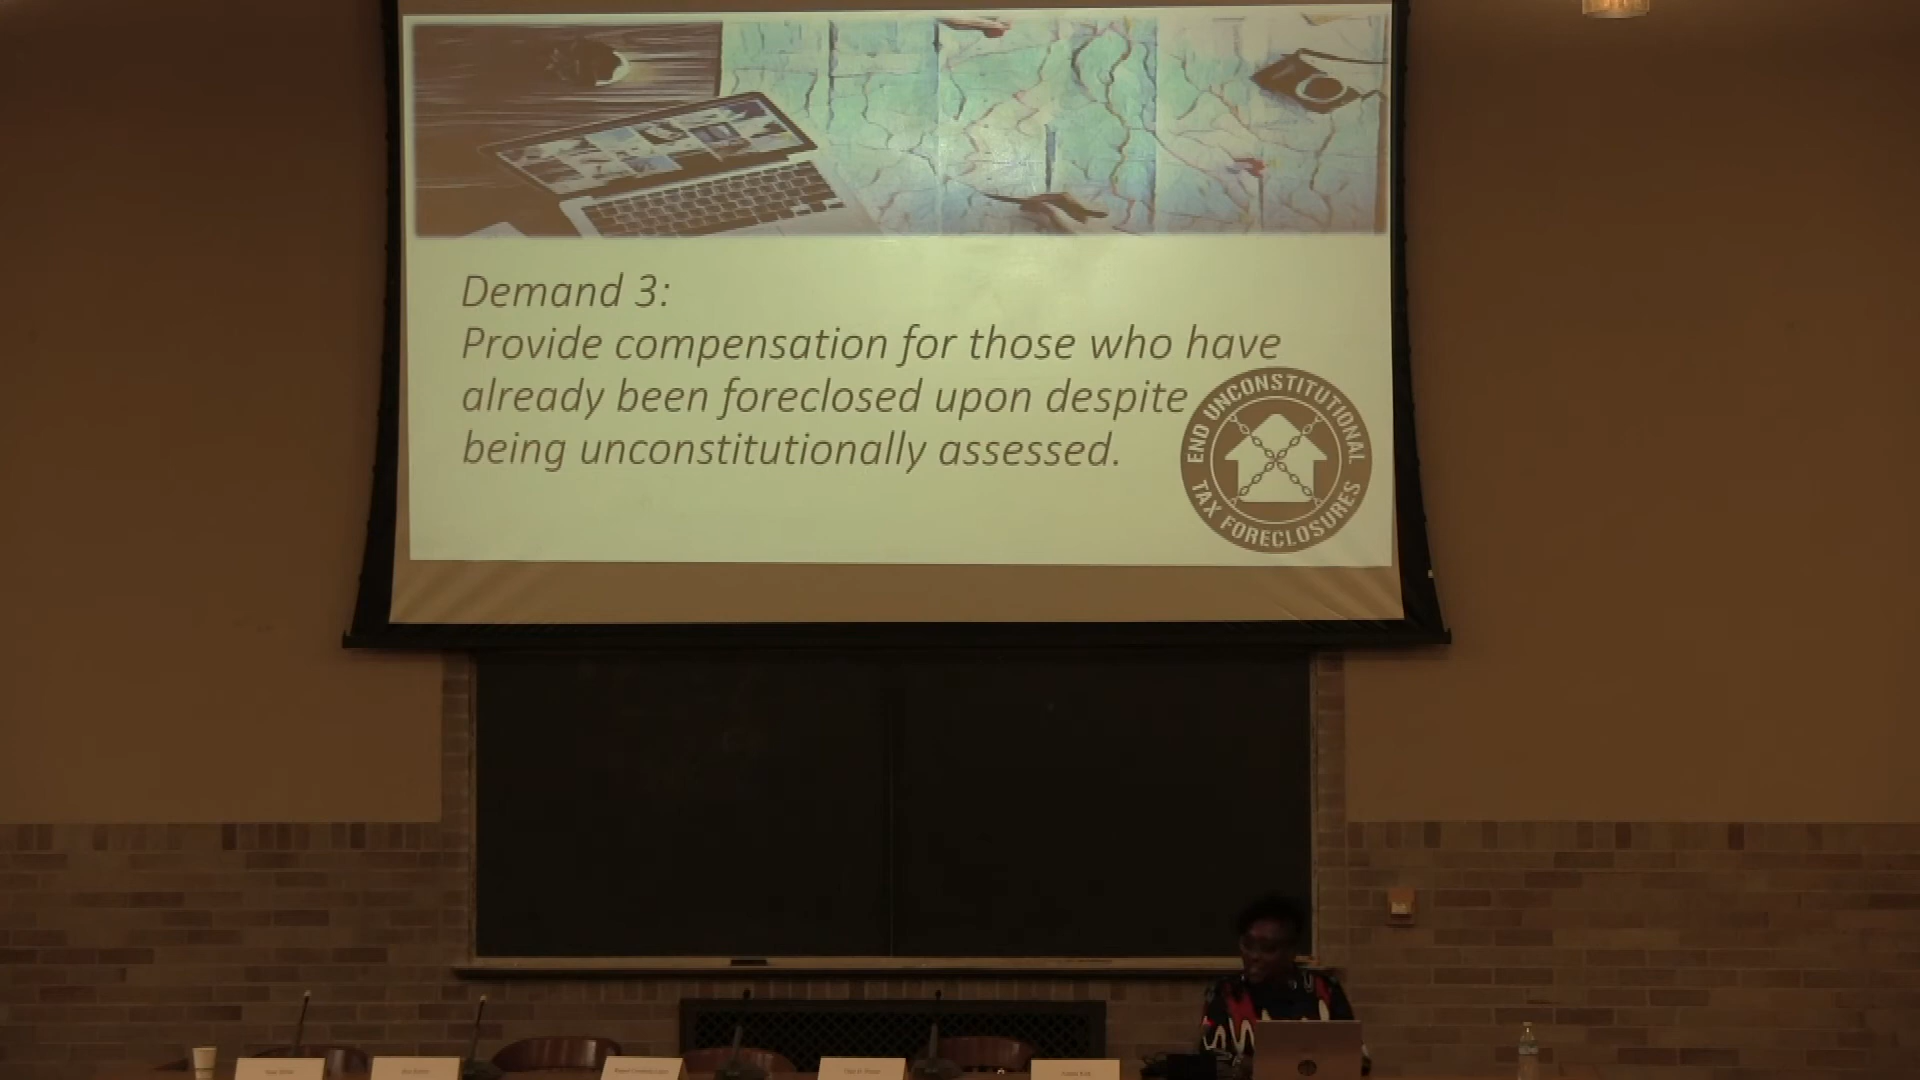 Demand 3:
Provide compensation for those who have
already been foreclosed upon despite
being unconstitutionally assessed.
END UNCONSTITUTIONAL
TAX FORECLOSURES